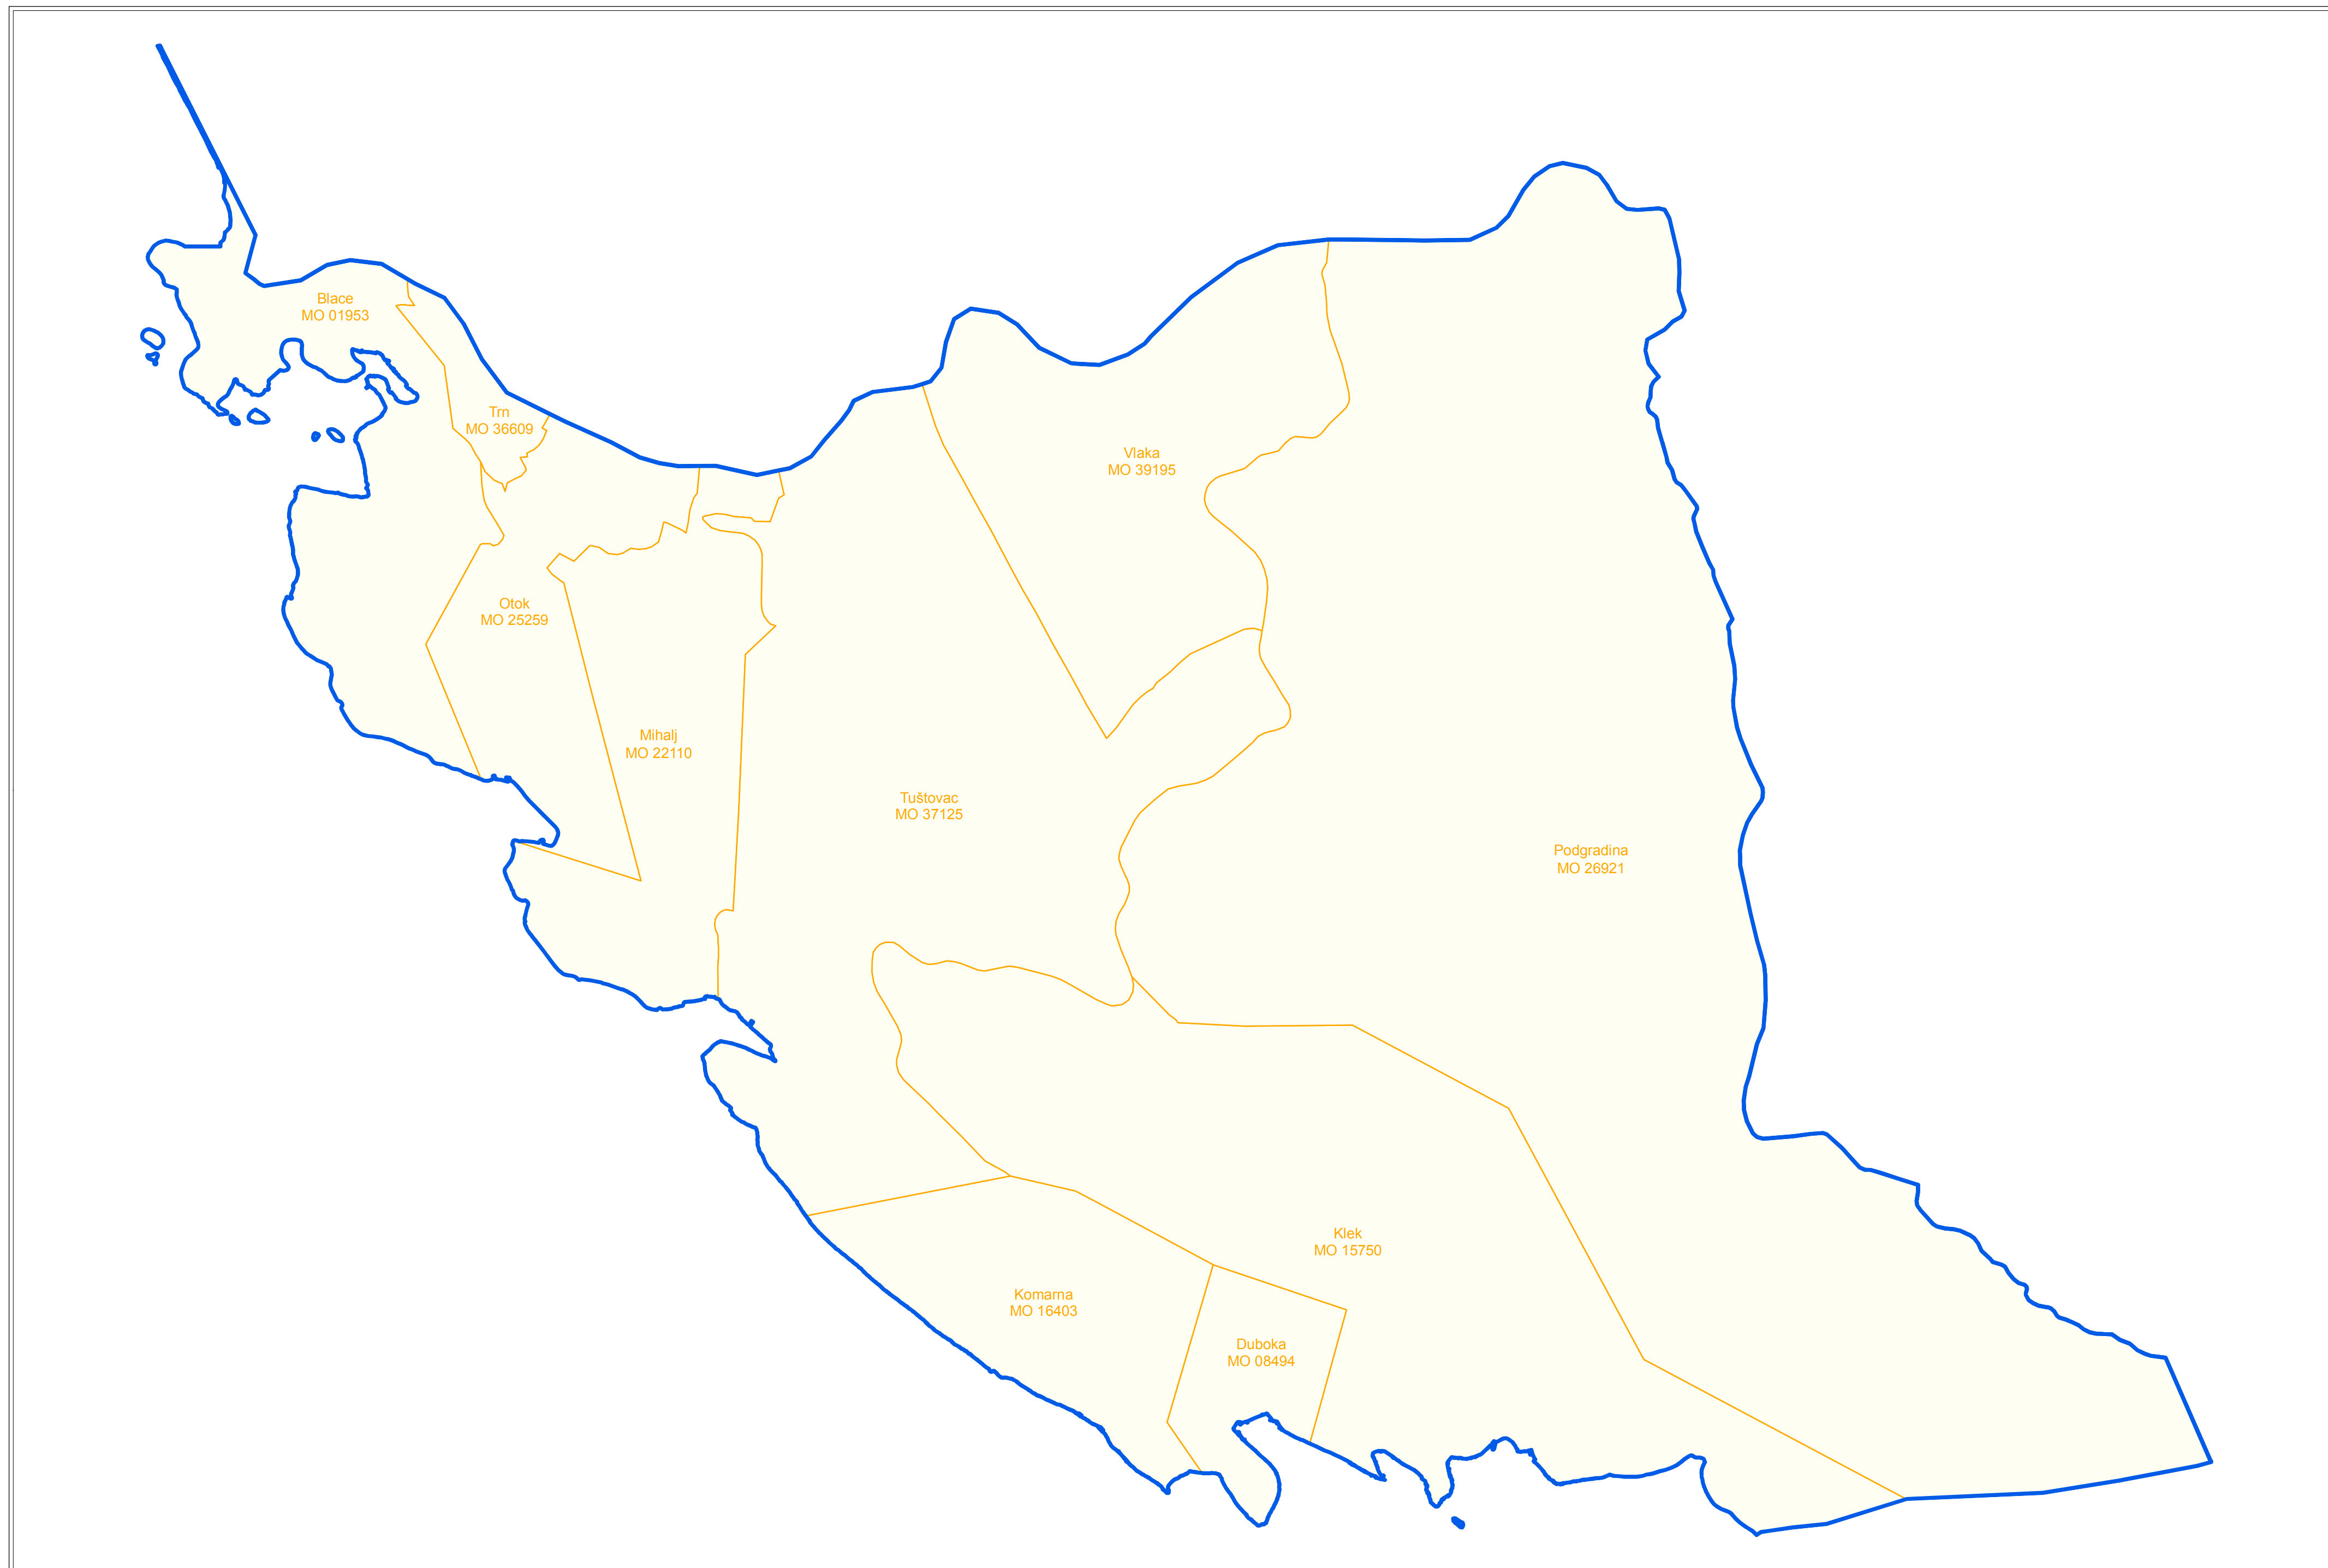 Blace
MO 01953
Trn
MO 36609
Vlaka
MO 39195
Otok
MO 25259
Mihalj
MO 22110
Tuštovac
MO 37125
Podgradina
MO 26921
Klek
MO 15750
Komarna
MO 16403
Duboka
MO 08494